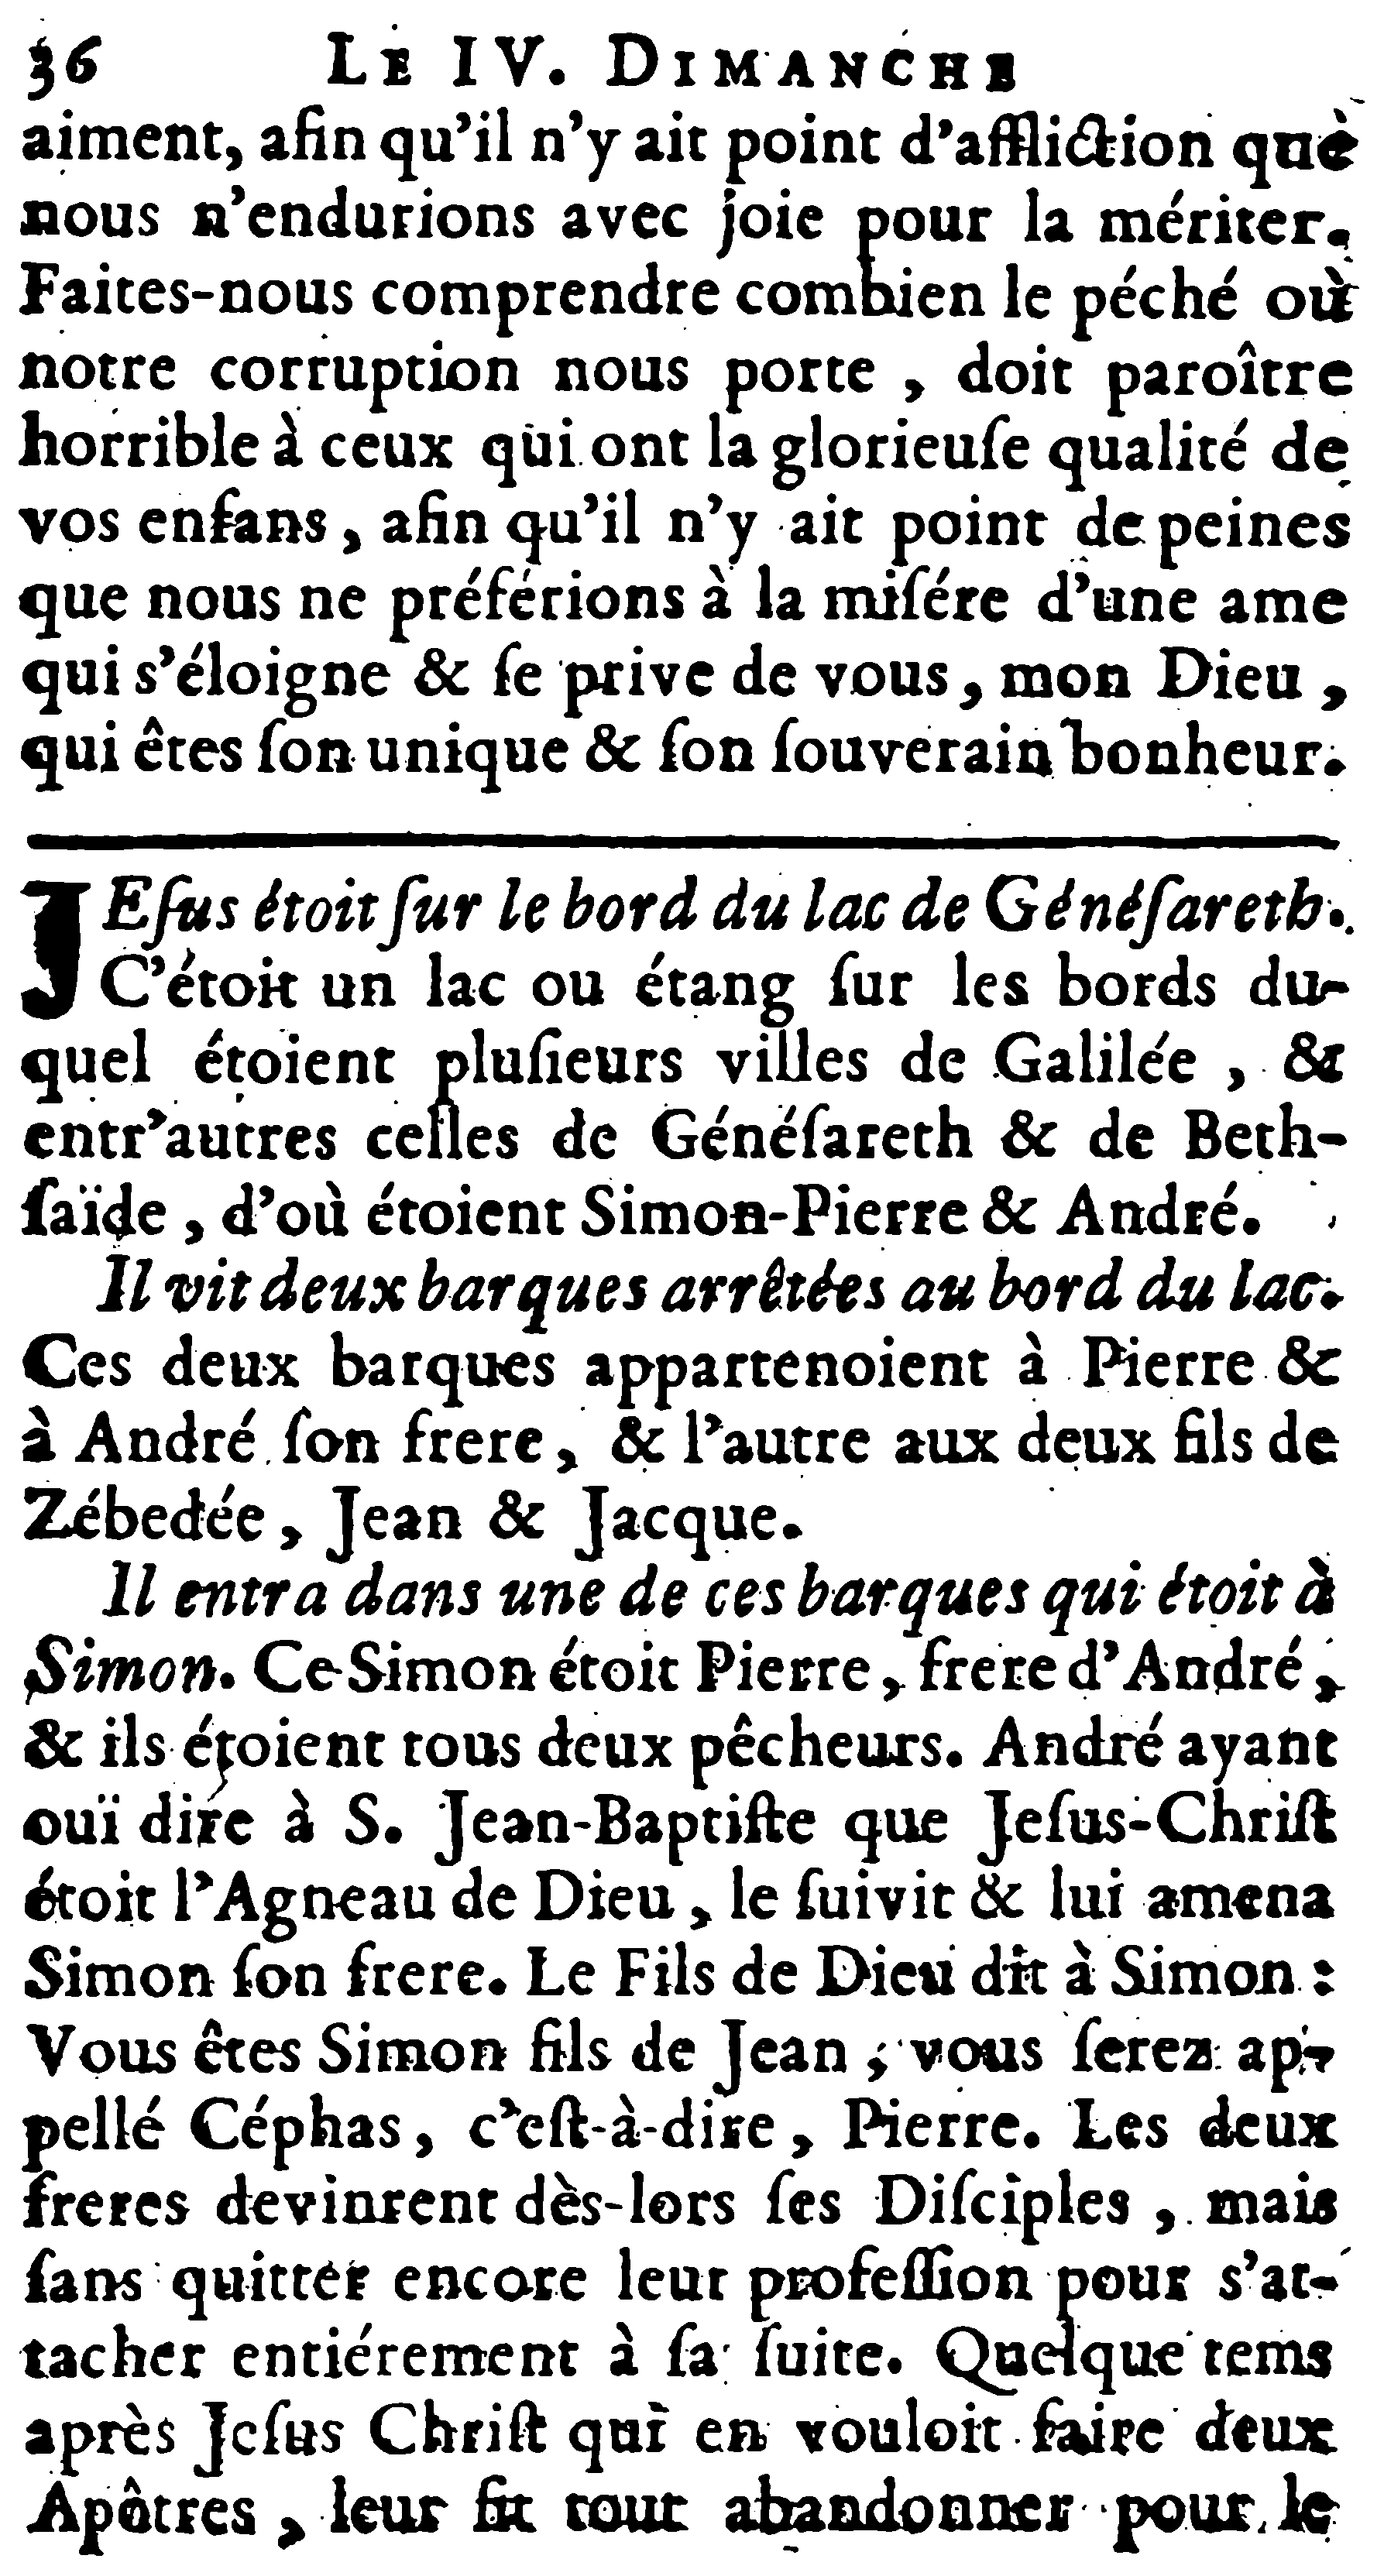 36 LE IV. DIMANCHE
aiment, afin qu'il n'y ait point d'affliction que
nous n'endurions avec joie pour la mériter.
Faites-nous comprendre combien le péché où
notre corruption nous porte , doit paroître
horrible à ceux qui ont la glorieuſe qualité de
vos enfans, afin qu'il n'y ait point de peines
que nous ne préférions à la miſére d'une ame
qui s'éloigne & ſe prive de vous, mon Dieu ,
qui êtes ſon unique & ſon ſouverain bonheur.
JEſus étoit ſur le bord du lac de Généſareth.
C'étoit un lac ou étang ſur les bords du-
quel étoient pluſieurs villes de Galilée , &
entr'autres celles de Généſareth & de Beth-
ſaïde , d'où étoient Simon-Pierre & André.
Il vit deux barques arrêtées au bord du lac.
Ces deux barques appartenoient à Pierre &
à André ſon frere, & l'autre aux deux fils de
Zébedée, Jean & Jacque.
Il entra dans une de ces barques qui étoit à
Simon. Ce Simon étoit Pierre, frere d'André,
& ils étoient tous deux pêcheurs. André ayant
ouï dire à S. Jean-Baptiſte que Jeſus-Chriſt
étoit l'Agneau de Dieu, le ſuivit & lui amena
Simon ſon frere. Le Fils de Dieu dit à Simon :
Vous êtes Simon fils de Jean ; vous ſerez ap-
pellé Céphas, c'eſt-à-dire, Pierre. Les deux
freres devinrent dès-lors ſes Diſciples , mais
ſans quitter encore leur profeſſion pour s'at-
tacher entiérement à ſa ſuite. Quelque tems
après Jeſus Chriſt qui en vouloit faire deux
Apôtres , leur fit tout abandonner pour le